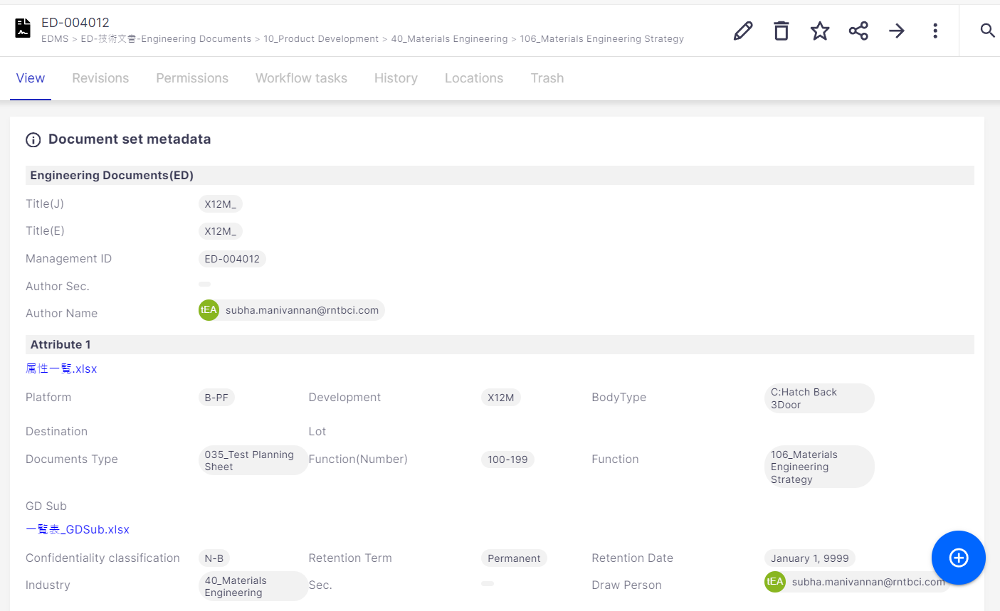 ED-004012
EDMS > ED-技術文書-Engineering Documents > 10_Product Development > 40_Materials Engineering > 106_Materials Engineering Strategy
View Revisions Permissions Workflow tasks History Locations Trash
Document set metadata
Engineering Documents(ED)
Title(J) X12M_
Title(E) X12M_
Management ID ED-004012
Author Sec.
Author Name tEA subha.manivannan@rntbci.com
Attribute 1
属性一覧.xlsx
Platform B-PF Development X12M BodyType C:Hatch Back
3Door
Destination Lot
Documents Type 035_Test Planning
Sheet Function(Number) 100-199 Function 106_Materials
Engineering
Strategy
GD Sub
一覧表_GDSub.xlsx
Confidentiality classification N-B Retention Term Permanent Retention Date January 1, 9999
Industry 40_Materials
Engineering Sec. Draw Person tEA subha.manivannan@rntbci.com